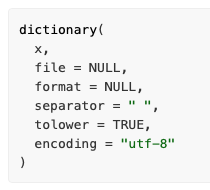 dictionary(
  x,
  file = NULL,
  format = NULL,
  separator = " ",
  tolower = TRUE,
  encoding = "utf-8"
)